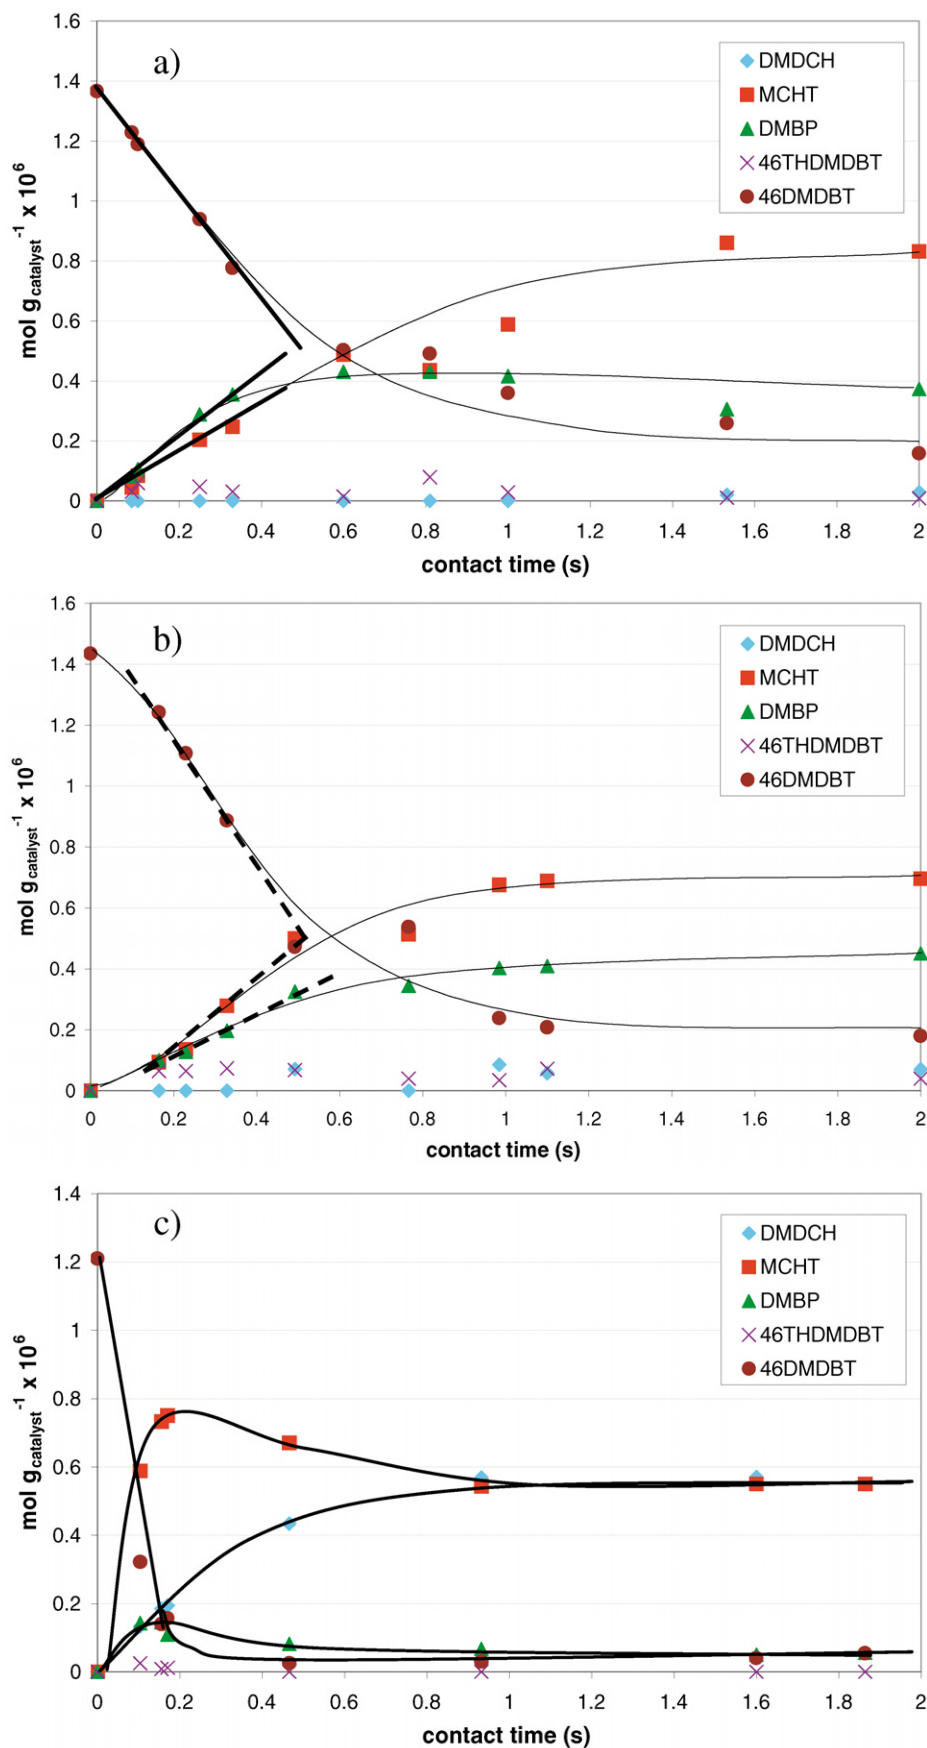 a)
1.6
1.4
1.2
1
0.8
0.6
0.4
0.2
0
mol g catalyst -1 x 10 6
DMDCH
MCHT
DMBP
46THDMDBT
46DMDBT
0 0.2 0.4 0.6 0.8 1 1.2 1.4 1.6 1.8 2
contact time (s)
b)
1.6
1.4
1.2
1
0.8
0.6
0.4
0.2
0
mol g catalyst -1 x 10 6
DMDCH
MCHT
DMBP
46THDMDBT
46DMDBT
0 0.2 0.4 0.6 0.8 1 1.2 1.4 1.6 1.8 2
contact time (s)
c)
1.4
1.2
1
0.8
0.6
0.4
0.2
0
mol g catalyst -1 x 10 6
DMDCH
MCHT
DMBP
46THDMDBT
46DMDBT
0 0.2 0.4 0.6 0.8 1 1.2 1.4 1.6 1.8 2
contact time (s)